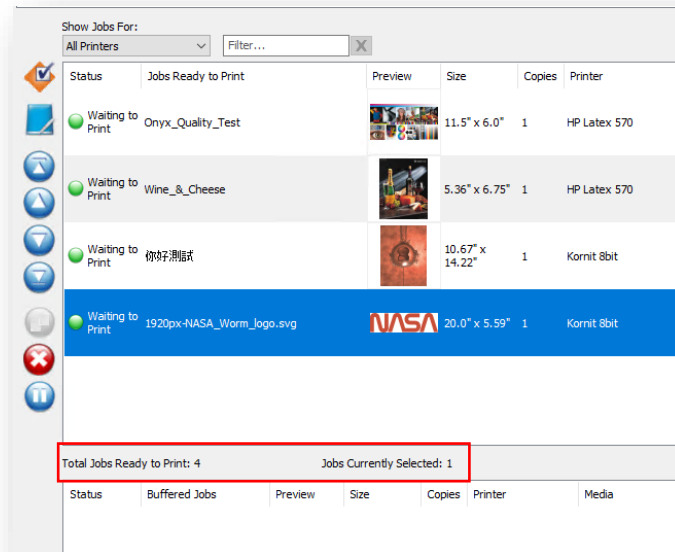 Show Jobs For:
All Printers Filter... X
Status Jobs Ready to Print Preview Size Copies Printer
Waiting to Print Onyx_Quality_Test 11.5" x 6.0" 1 HP Latex 570
Waiting to Print Wine_&_Cheese 5.36" x 6.75" 1 HP Latex 570
Waiting to Print 你好測試 10.67" x 14.22" 1 Kornit 8bit
Waiting to Print 1920px-NASA_Worm_logo.svg NASA 20.0" x 5.59" 1 Kornit 8bit
Total Jobs Ready to Print: 4 Jobs Currently Selected: 1
Status Buffered Jobs Preview Size Copies Printer Media